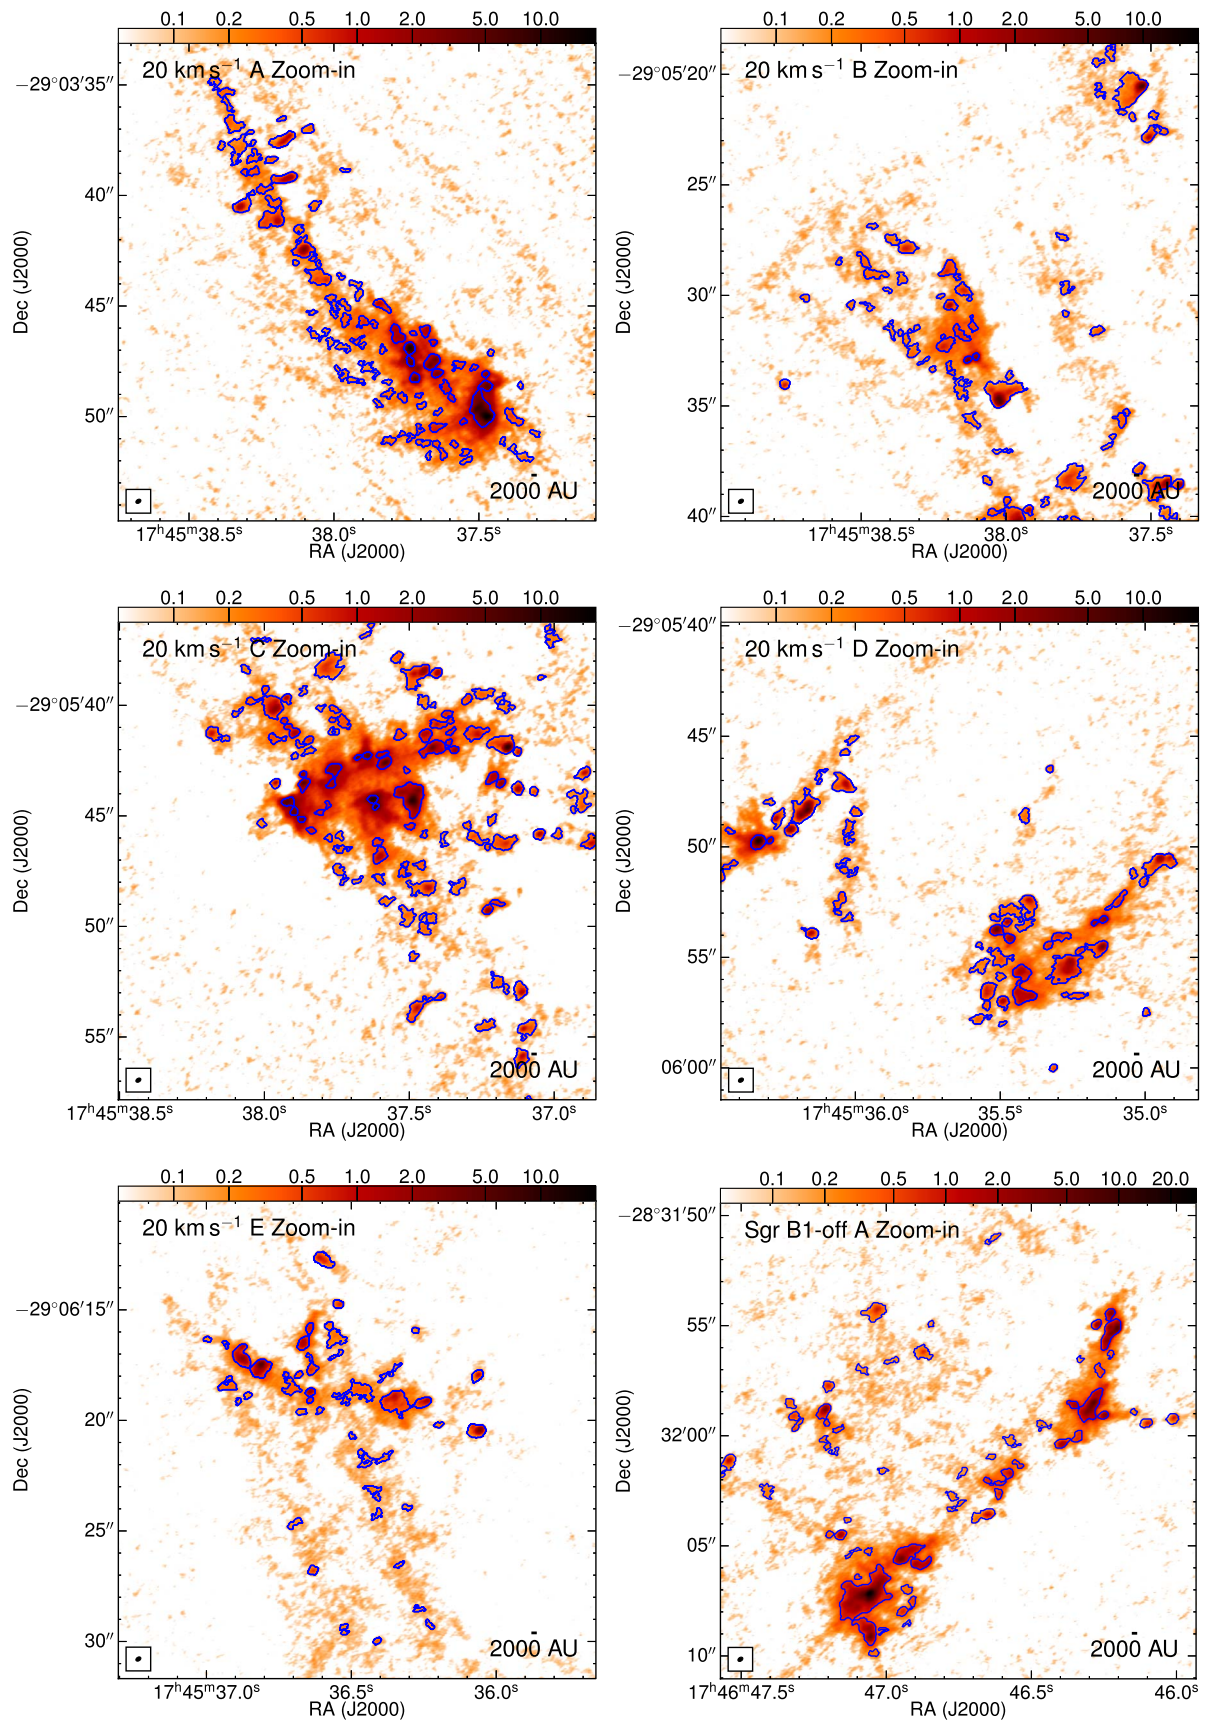 0.1 0.2 0.5 1.0 2.0 5.0 10.0
20 km s⁻¹ A Zoom-in
−29°03′35″
40″
45″
50″
Dec (J2000)
2000 AU
17ʰ45ᵐ38.5ˢ 38.0ˢ 37.5ˢ
RA (J2000)
0.1 0.2 0.5 1.0 2.0 5.0 10.0
20 km s⁻¹ B Zoom-in
−29°05′20″
25″
30″
35″
40″
Dec (J2000)
2000 AU
17ʰ45ᵐ38.5ˢ 38.0ˢ 37.5ˢ
RA (J2000)
0.1 0.2 0.5 1.0 2.0 5.0 10.0
20 km s⁻¹ C Zoom-in
−29°05′40″
45″
50″
55″
Dec (J2000)
2000 AU
17ʰ45ᵐ38.5ˢ 38.0ˢ 37.5ˢ 37.0ˢ
RA (J2000)
0.1 0.2 0.5 1.0 2.0 5.0 10.0
20 km s⁻¹ D Zoom-in
−29°05′40″
45″
50″
55″
06′00″
Dec (J2000)
2000 AU
17ʰ45ᵐ36.0ˢ 35.5ˢ 35.0ˢ
RA (J2000)
0.1 0.2 0.5 1.0 2.0 5.0 10.0
20 km s⁻¹ E Zoom-in
−29°06′15″
20″
25″
30″
Dec (J2000)
2000 AU
17ʰ45ᵐ37.0ˢ 36.5ˢ 36.0ˢ
RA (J2000)
0.1 0.2 0.5 1.0 2.0 5.0 10.0 20.0
Sgr B1-off A Zoom-in
−28°31′50″
55″
32′00″
05″
10″
Dec (J2000)
2000 AU
17ʰ46ᵐ47.5ˢ 47.0ˢ 46.5ˢ 46.0ˢ
RA (J2000)